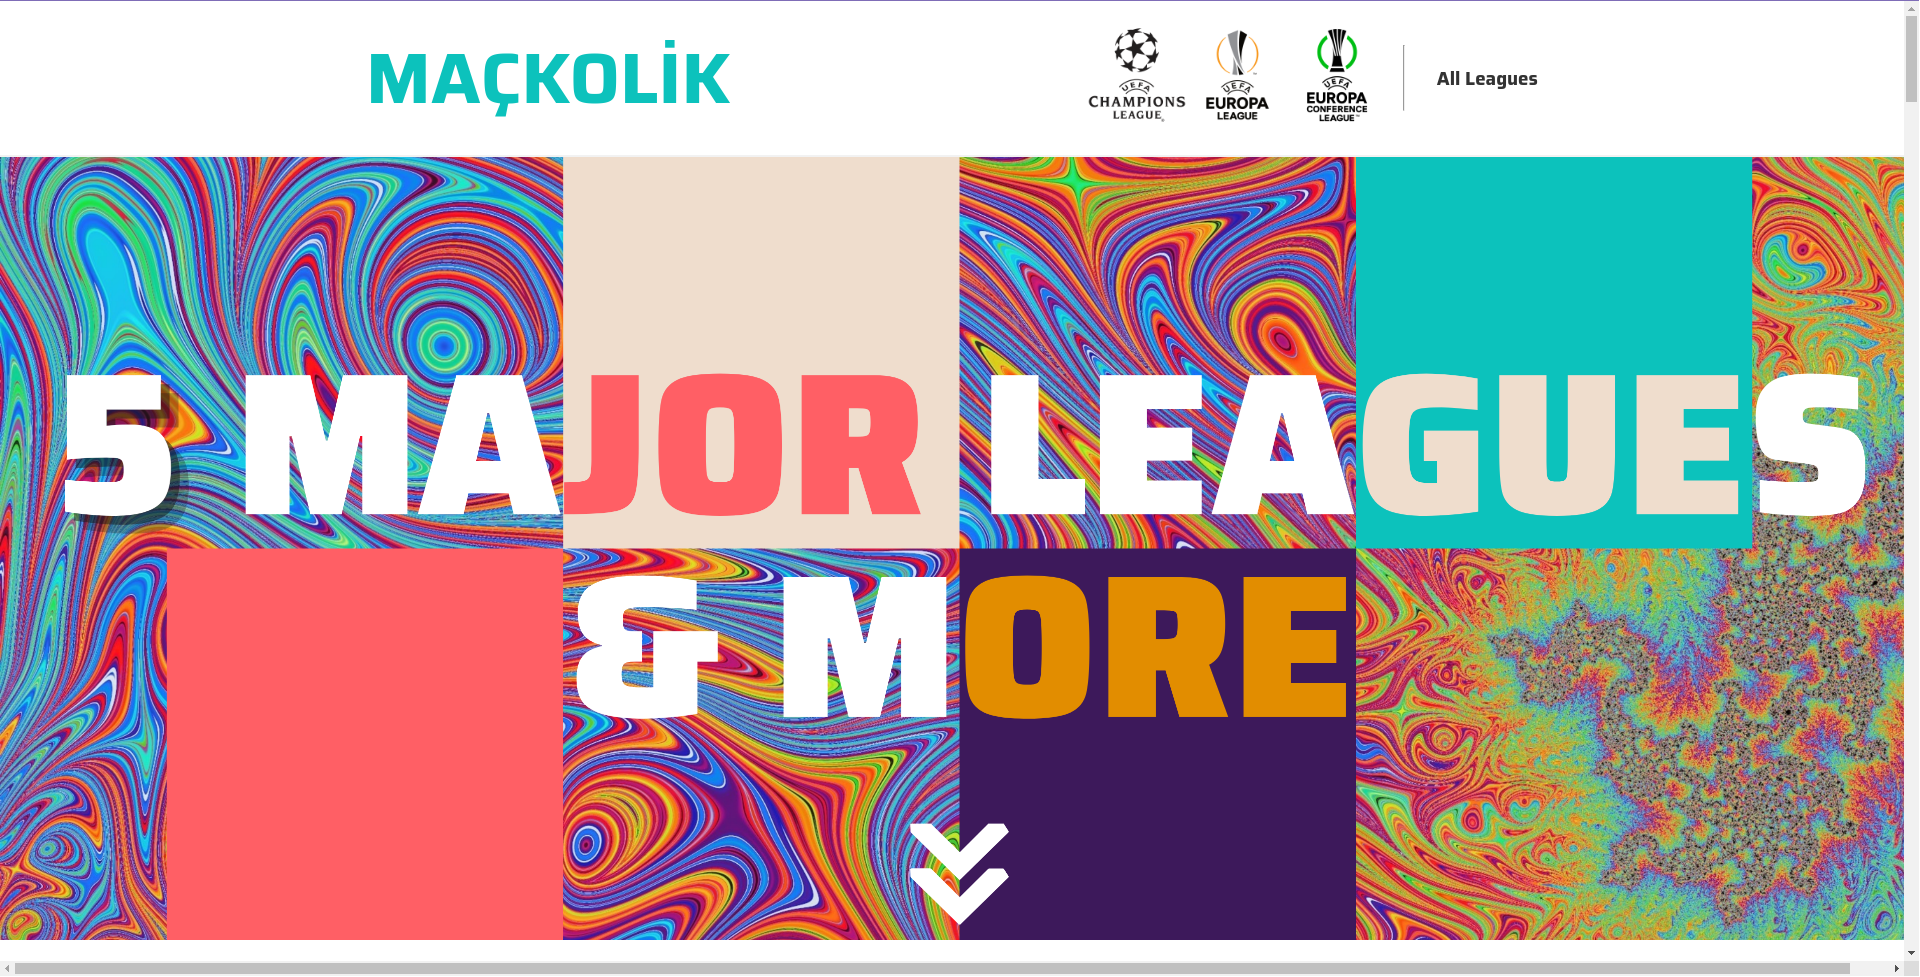 MAÇKOLİK
UEFA
CHAMPIONS
LEAGUE
UEFA
EUROPA
LEAGUE
UEFA
EUROPA
CONFERENCE
LEAGUE
All Leagues
5 MAJOR LEAGUES
& MORE